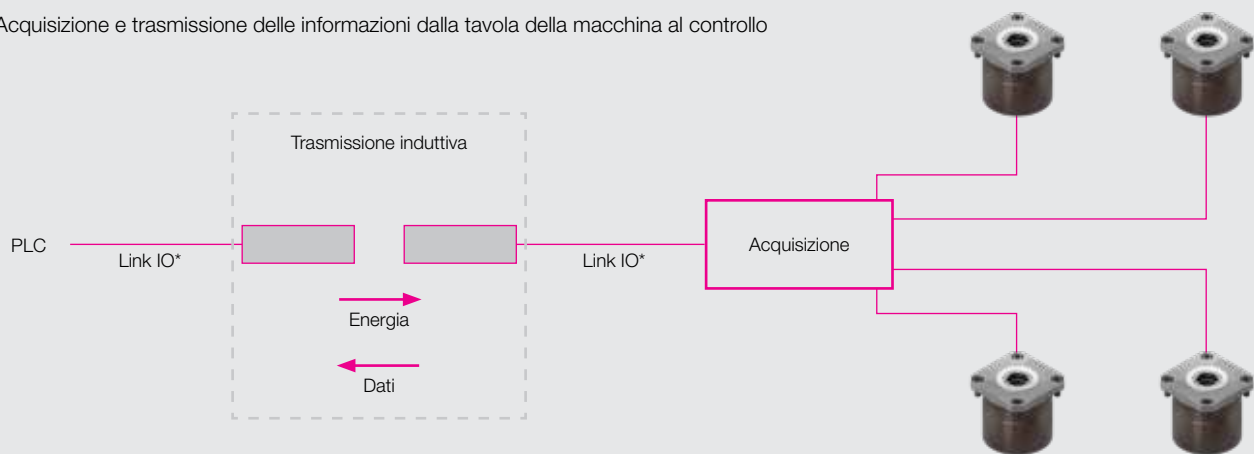 Acquisizione e trasmissione delle informazioni dalla tavola della macchina al controllo
Trasmissione induttiva
PLC
Link IO*
Link IO*
Acquisizione
Energia
Dati